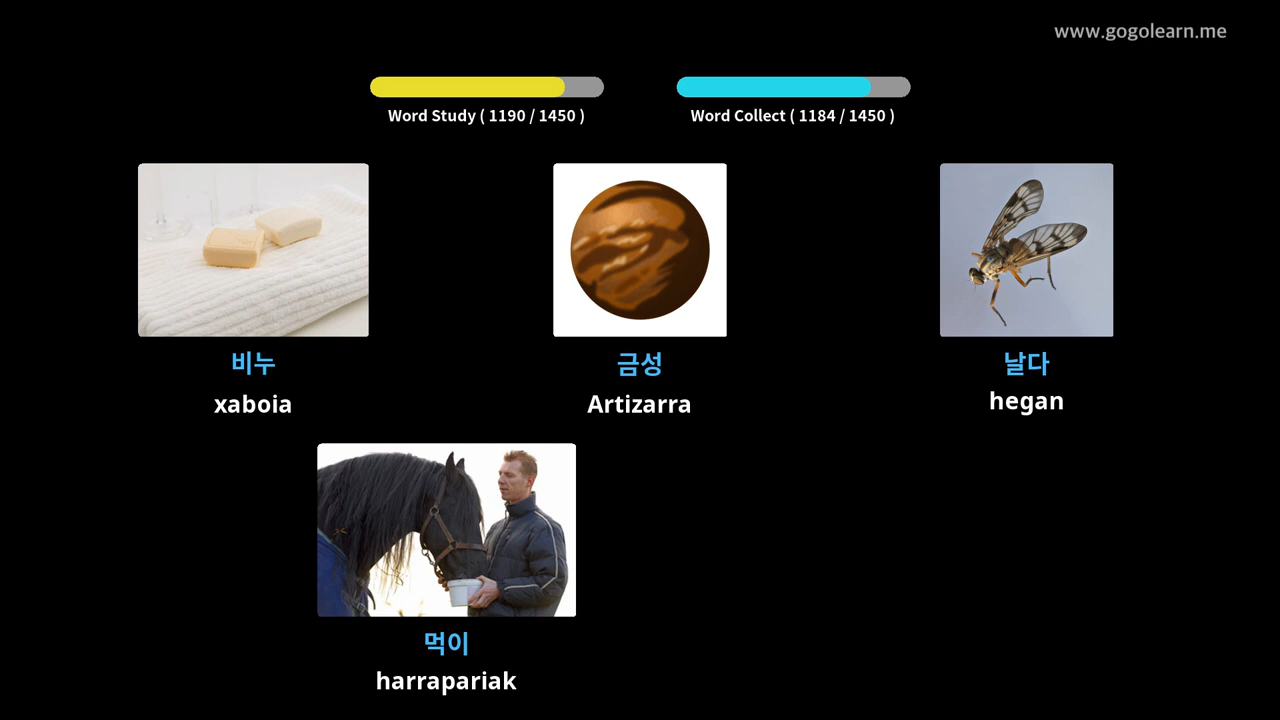 www.gogolearn.me
Word Study ( 1190 / 1450 )
Word Collect ( 1184 / 1450 )
비누
xaboia
금성
Artizarra
날다
hegan
먹이
harrapariak